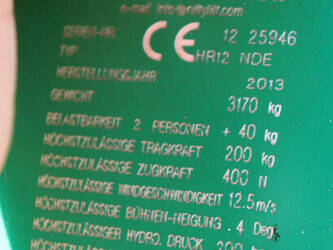 e-mail info@niftylift.com
SERIEN-NR. 12 25946
TYP HR12 NDE
CE
HERSTELLUNGSJAHR 2013
GEWICHT 3170 kg
BELASTBARKEIT 2 PERSONEN + 40 kg
HÖCHSTZULÄSSIGE TRAGKRAFT 200 kg
HÖCHSTZULÄSSIGE ZUGKRAFT 400 N
HÖCHSTZULÄSSIGE WINDGESCHWINDIGKEIT 12.5m/s
HÖCHSTZULÄSSIGE BÜHNEN-NEIGUNG . 4 Deg
HÖCHSTZULÄSSIGER HYDRO. DRUCK